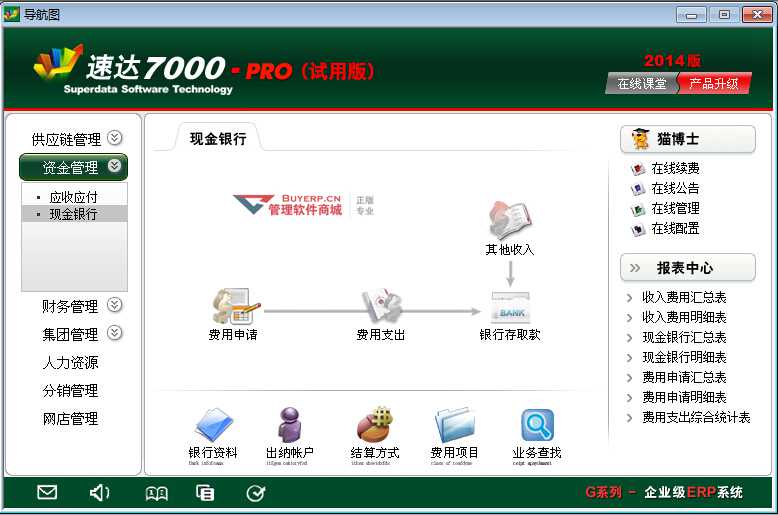 导航图
速达7000-PRO(试用版)
Superdata Software Technology
2014版
在线课堂 产品升级
供应链管理
资金管理
应收应付
现金银行
财务管理
集团管理
人力资源
分销管理
网店管理
现金银行
BUYERP.CN
管理软件商城
正版
专业
其他收入
费用申请
费用支出
BANK
银行存取款
银行资料
出纳帐户
结算方式
费用项目
业务查找
猫博士
在线续费
在线公告
在线管理
在线配置
报表中心
收入费用汇总表
收入费用明细表
现金银行汇总表
现金银行明细表
费用申请汇总表
费用申请明细表
费用支出综合统计表
G系列 - 企业级ERP系统